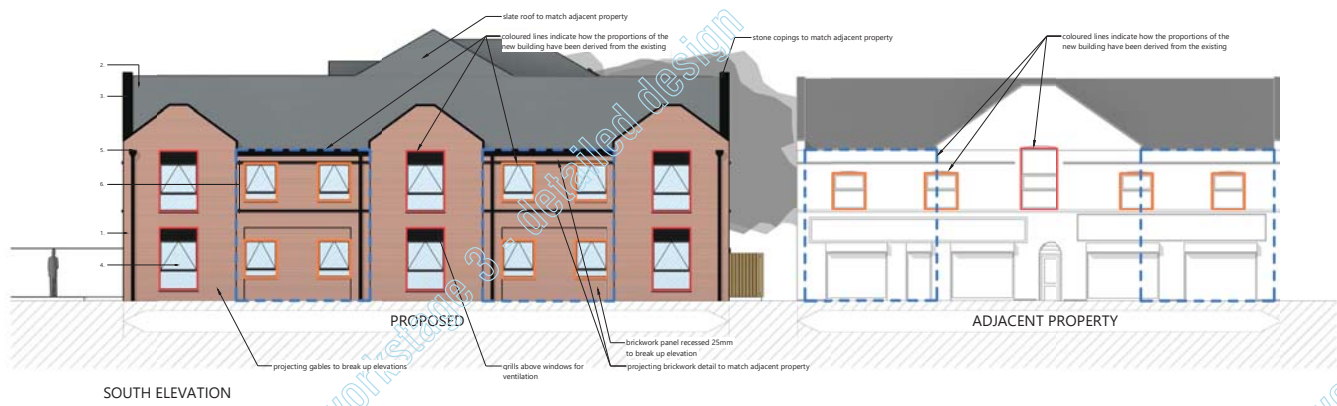 slate roof to match adjacent property
coloured lines indicate how the proportions of the
new building have been derived from the existing
stone copings to match adjacent property
coloured lines indicate how the proportions of the
new building have been derived from the existing
2.
3.
5.
6.
1.
4.
workstage 3 - detailed design
PROPOSED
ADJACENT PROPERTY
brickwork panel recessed 25mm
to break up elevation
projecting gables to break up elevations
grills above windows for
ventilation
projecting brickwork detail to match adjacent property
SOUTH ELEVATION